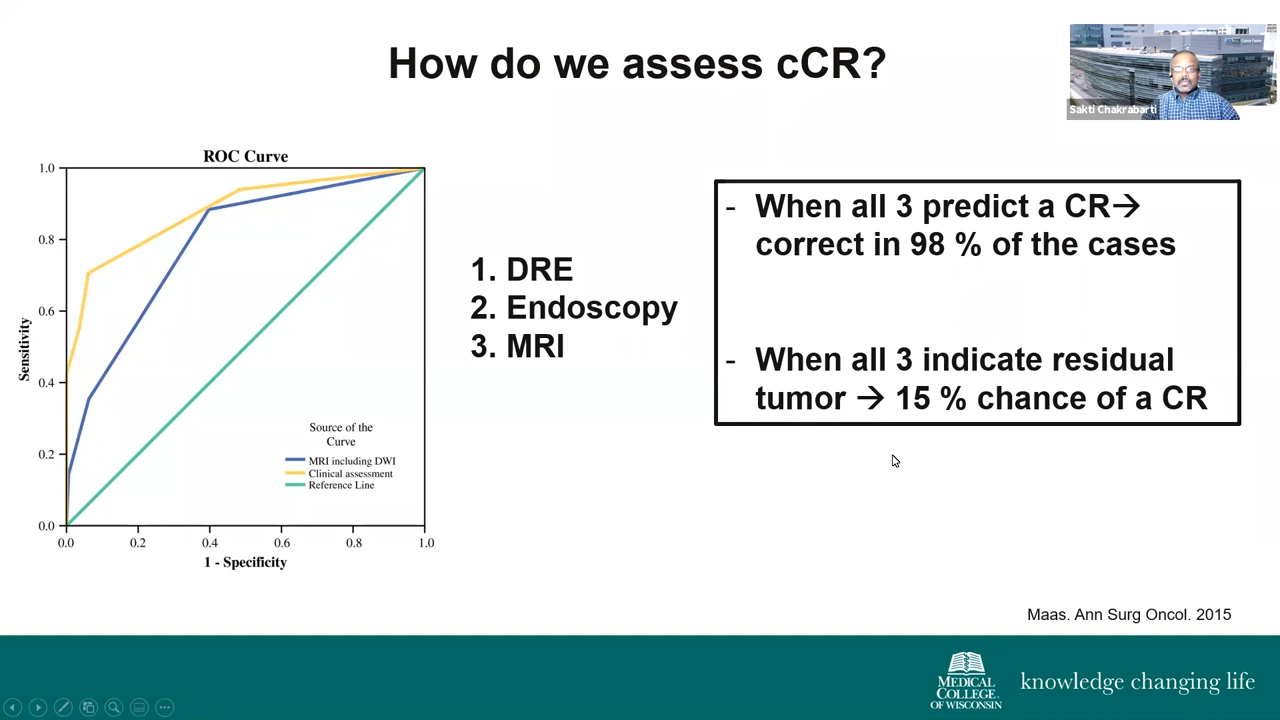 How do we assess cCR?
Sakti Chakrabarti
ROC Curve
1.0
0.8
0.6
0.4
0.2
0.0
Sensitivity
0.0 0.2 0.4 0.6 0.8 1.0
1 - Specificity
Source of the
Curve
MRI including DWI
Clinical assessment
Reference Line
1. DRE
2. Endoscopy
3. MRI
- When all 3 predict a CR→
correct in 98 % of the cases
- When all 3 indicate residual
tumor → 15 % chance of a CR
Maas. Ann Surg Oncol. 2015
MEDICAL
COLLEGE
OF WISCONSIN
knowledge changing life